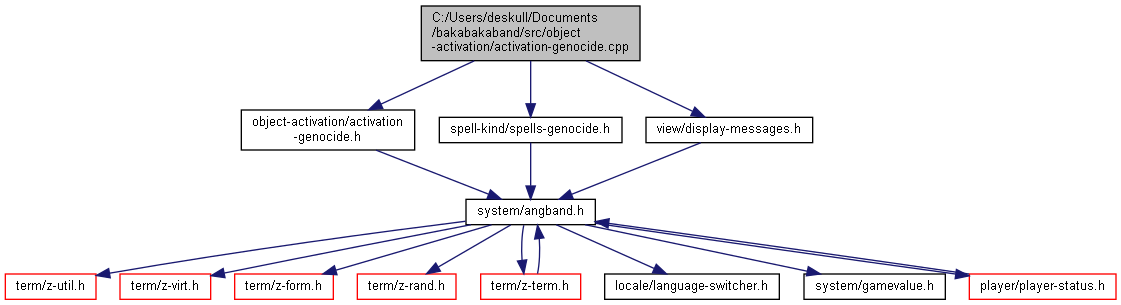 C:/Users/deskull/Documents
/bakabakaband/src/object
-activation/activation-genocide.cpp
object-activation/activation
-genocide.h
spell-kind/spells-genocide.h
view/display-messages.h
system/angband.h
term/z-util.h
term/z-virt.h
term/z-form.h
term/z-rand.h
term/z-term.h
locale/language-switcher.h
system/gamevalue.h
player/player-status.h